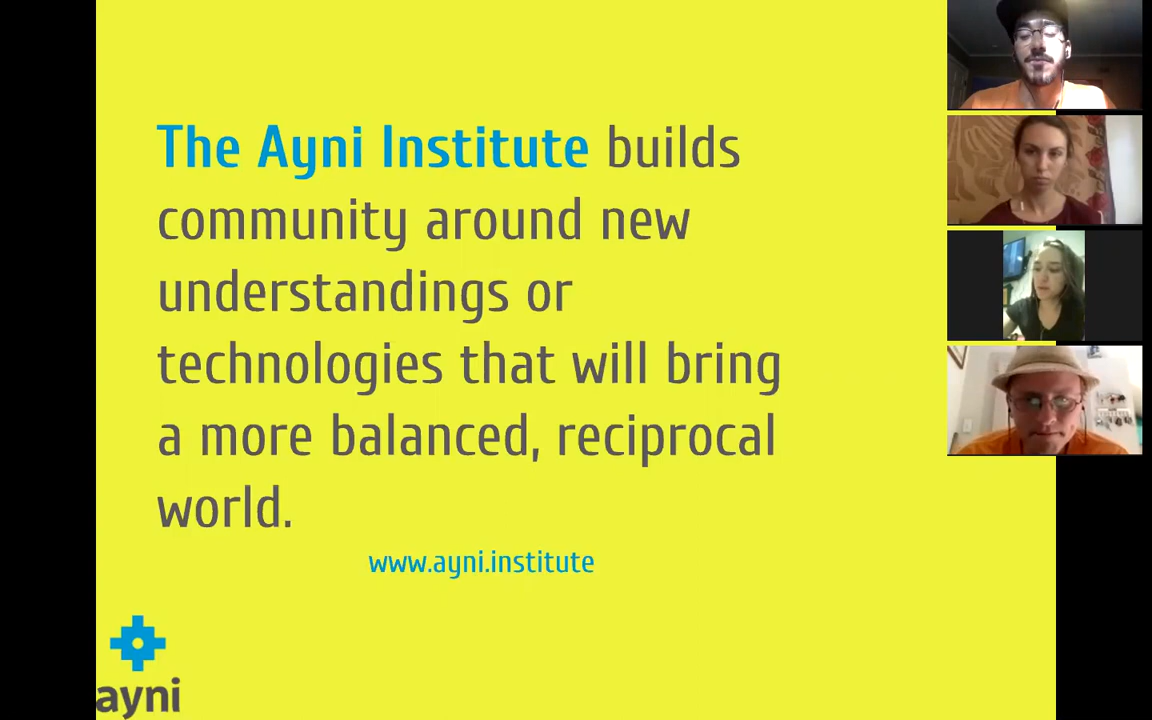 The Ayni Institute builds
community around new
understandings or
technologies that will bring
a more balanced, reciprocal
world.
www.ayni.institute
ayni